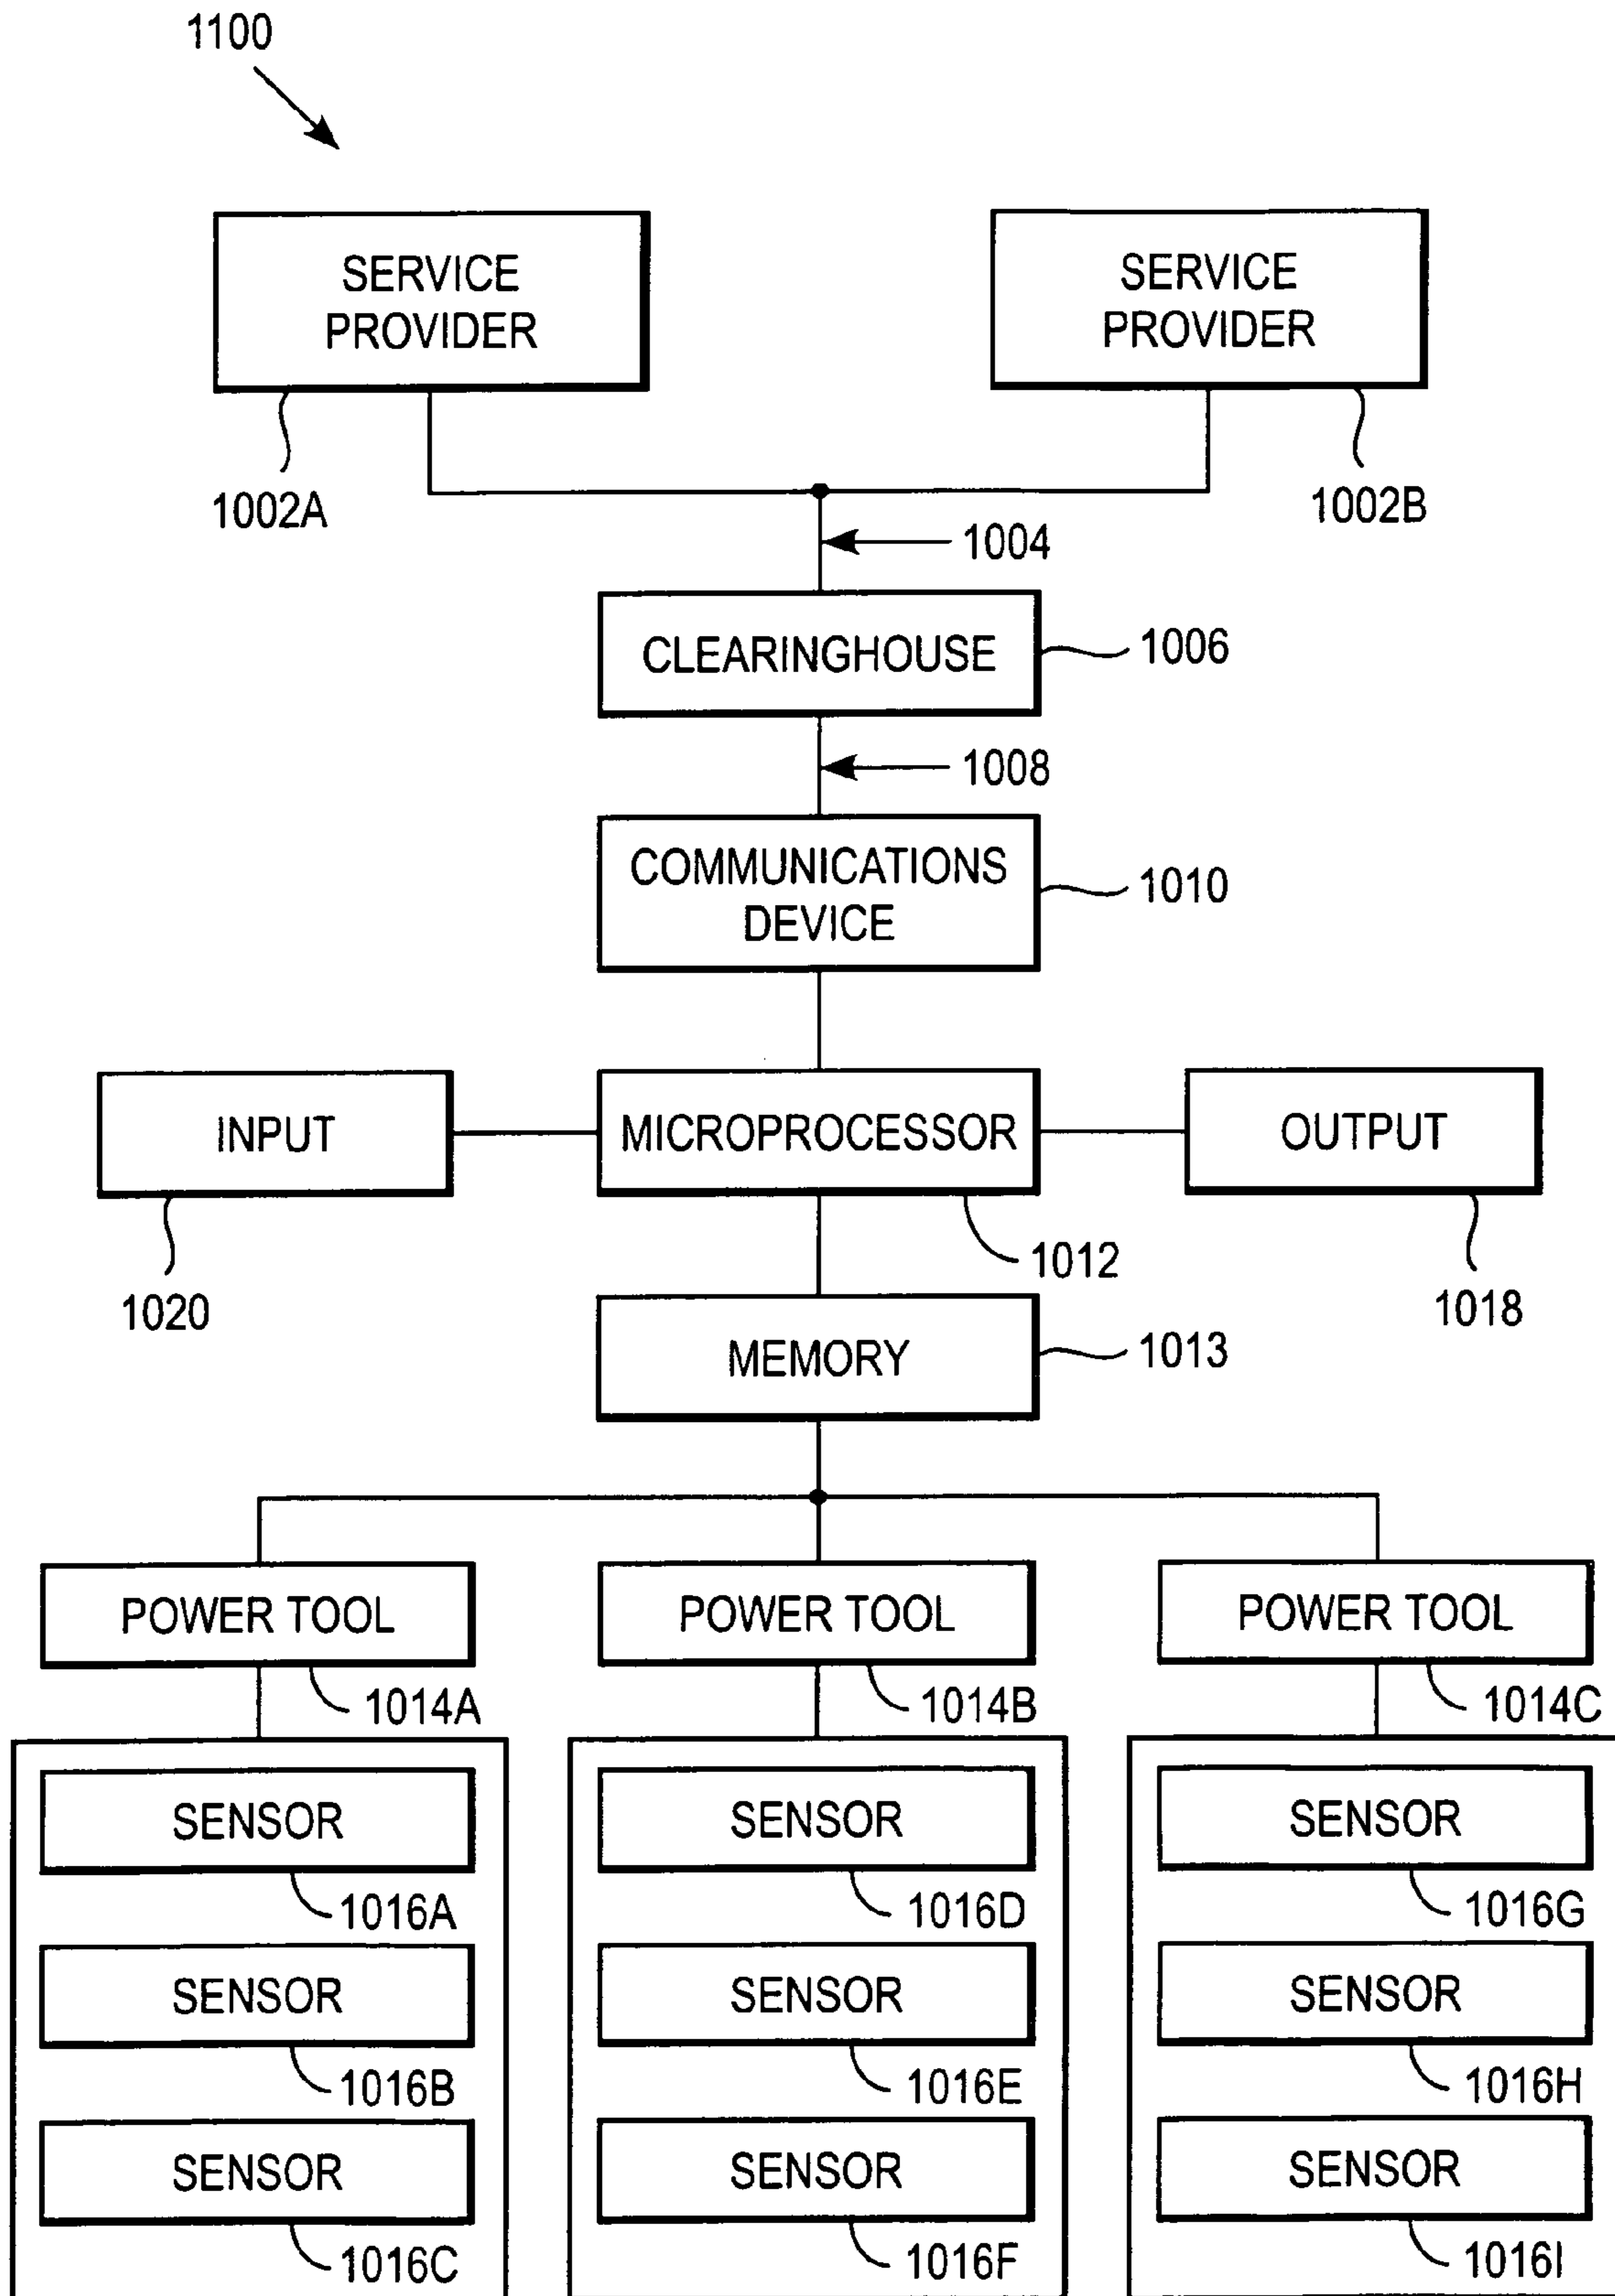 1100
SERVICE
PROVIDER
SERVICE
PROVIDER
1002A
1002B
1004
CLEARINGHOUSE
1006
1008
COMMUNICATIONS
DEVICE
1010
INPUT
MICROPROCESSOR
OUTPUT
1020
1012
1018
MEMORY
1013
POWER TOOL
POWER TOOL
POWER TOOL
1014A
1014B
1014C
SENSOR
SENSOR
SENSOR
1016A
1016D
1016G
SENSOR
SENSOR
SENSOR
1016B
1016E
1016H
SENSOR
SENSOR
SENSOR
1016C
1016F
1016I